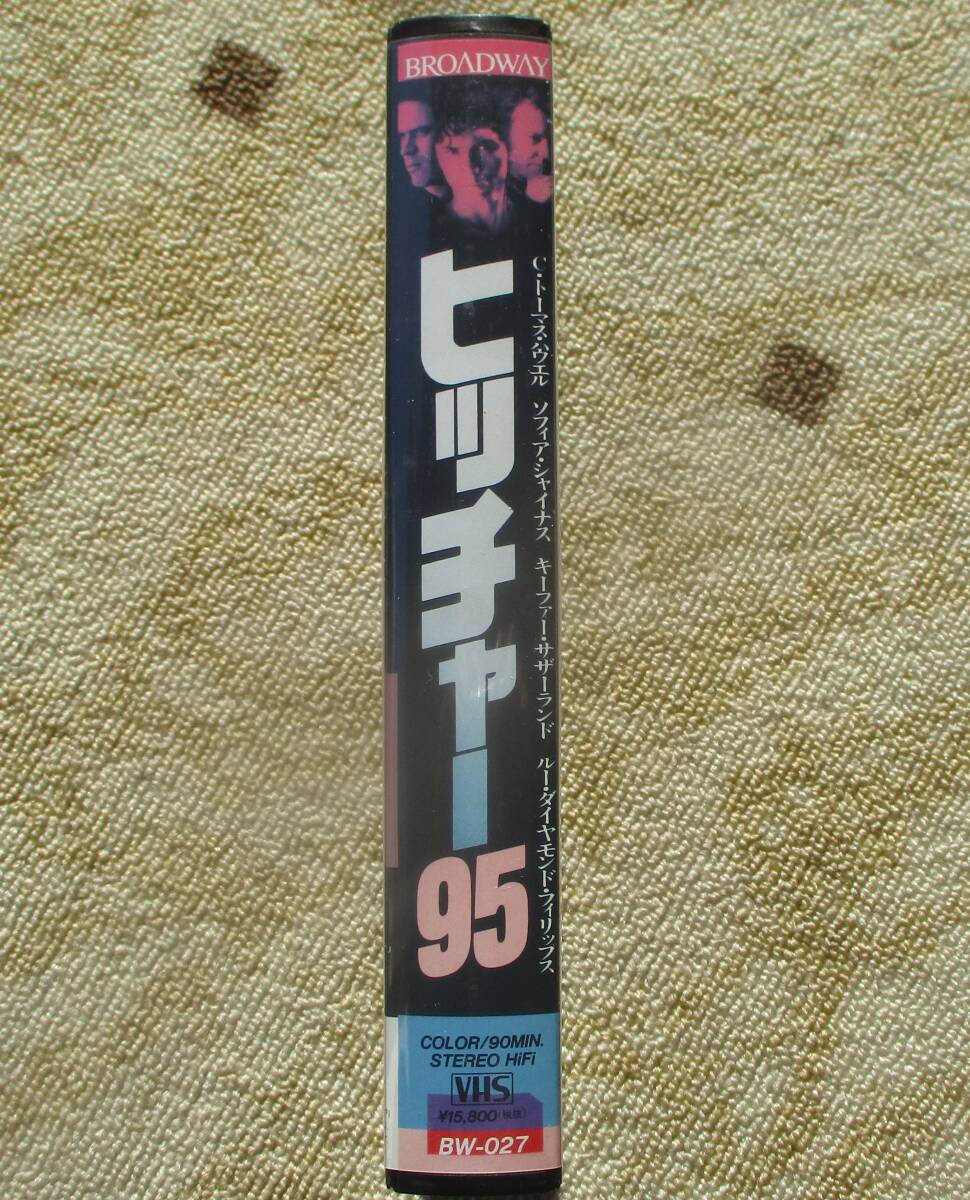 BROADWAY
ヒッチャー95
C・トーマス・ハウエル ソフィア・シャイナス キーファー・サザーランド ルー・ダイヤモンド・フィリップス
COLOR/90MIN.
STEREO HiFi
VHS
¥15,800(税抜)
BW-027